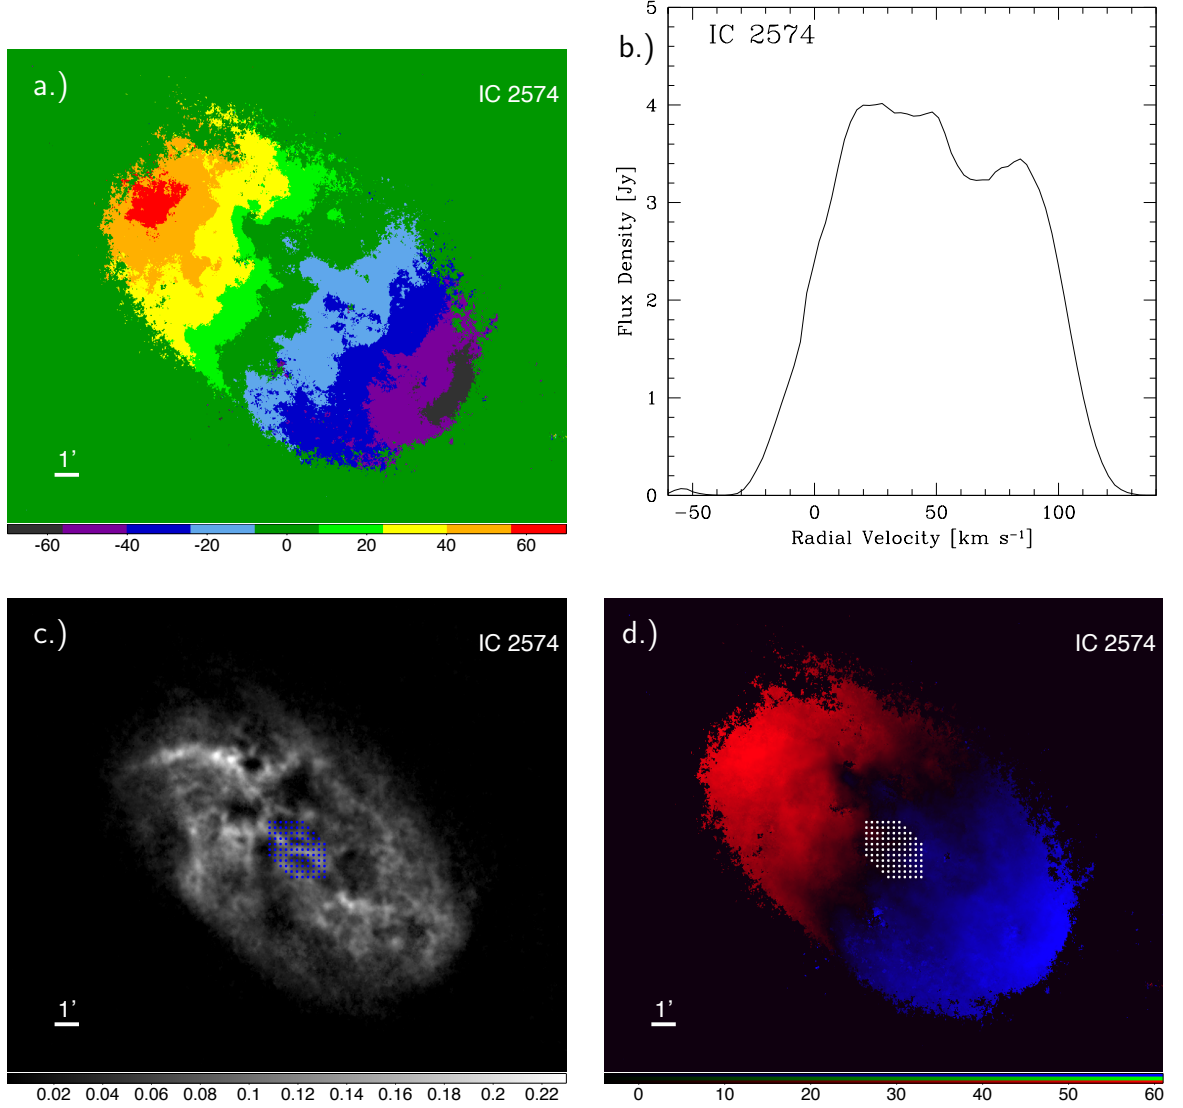 a.)
IC 2574
1'
-60 -40 -20 0 20 40 60
b.)
IC 2574
5
4
3
2
1
0
Flux Density [Jy]
−50 0 50 100
Radial Velocity [km s⁻¹]
c.)
IC 2574
1'
0.02 0.04 0.06 0.08 0.1 0.12 0.14 0.16 0.18 0.2 0.22
d.)
IC 2574
1'
0 10 20 30 40 50 60